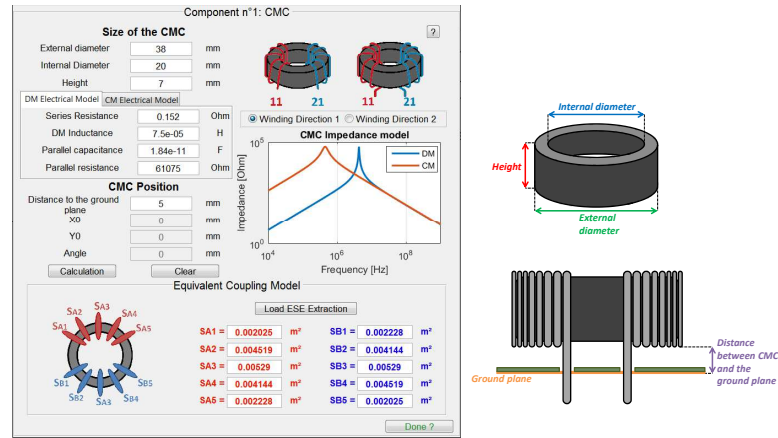 Component n°1: CMC
Size of the CMC
?
External diameter 38 mm
Internal Diameter 20 mm
Height 7 mm
11 21 11 21
DM Electrical Model CM Electrical Model
Series Resistance 0.152 Ohm
DM Inductance 7.5e-05 H
Parallel capacitance 1.84e-11 F
Parallel resistance 61075 Ohm
Winding Direction 1 Winding Direction 2
CMC Impedance model
Impedance [Ohm]
10^5
10^0
DM
CM
10^4 10^6 10^8
Frequency [Hz]
CMC Position
Distance to the ground plane 5 mm
X0 0 mm
Y0 0 mm
Angle 0 mm
Calculation Clear
Equivalent Coupling Model
Load ESE Extraction
SA1 SA2 SA3 SA4 SA5
SB1 SB2 SA3 SB4 SB5
SA1 = 0.002025 m² SB1 = 0.002228 m²
SA2 = 0.004519 m² SB2 = 0.004144 m²
SA3 = 0.00529 m² SB3 = 0.00529 m²
SA4 = 0.004144 m² SB4 = 0.004519 m²
SA5 = 0.002228 m² SB5 = 0.002025 m²
Done ?
Internal diameter
Height
External
diameter
Distance
between CMC
and the
ground plane
Ground plane